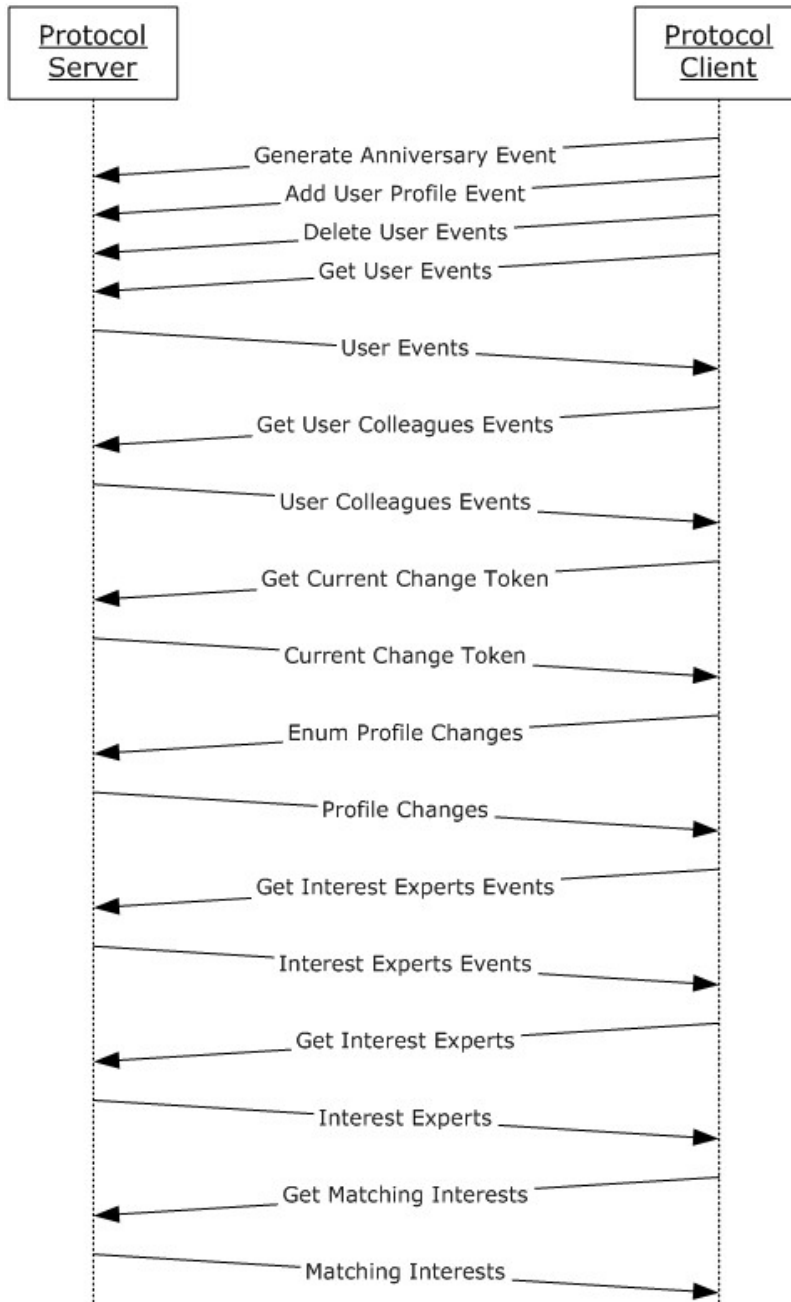 Protocol
Server
Protocol
Client
Generate Anniversary Event
Add User Profile Event
Delete User Events
Get User Events
User Events
Get User Colleagues Events
User Colleagues Events
Get Current Change Token
Current Change Token
Enum Profile Changes
Profile Changes
Get Interest Experts Events
Interest Experts Events
Get Interest Experts
Interest Experts
Get Matching Interests
Matching Interests